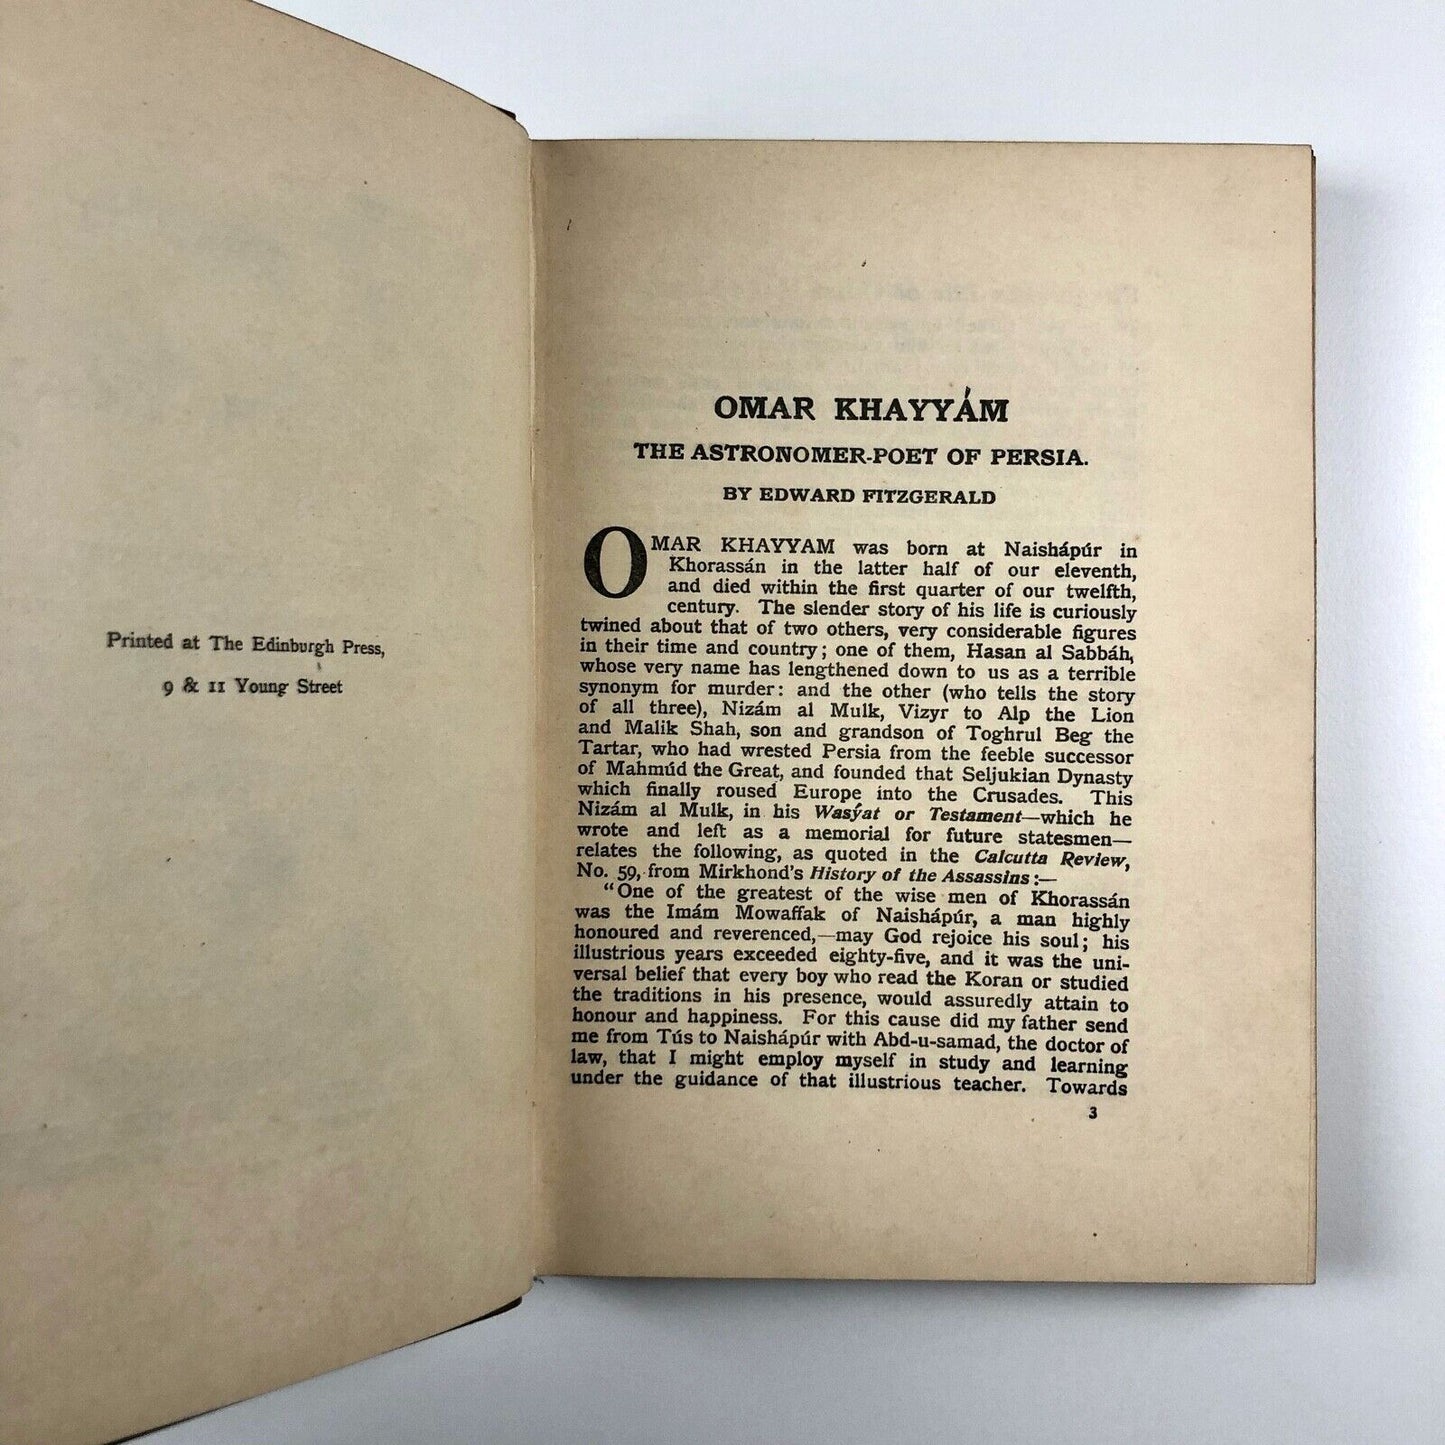 Printed at The Edinburgh Press,
9 & 11 Young Street
OMAR KHAYYÁM
THE ASTRONOMER-POET OF PERSIA.
BY EDWARD FITZGERALD
OMAR KHAYYAM was born at Naishápúr in
Khorassán in the latter half of our eleventh,
and died within the first quarter of our twelfth,
century. The slender story of his life is curiously
twined about that of two others, very considerable figures
in their time and country; one of them, Hasan al Sabbáh,
whose very name has lengthened down to us as a terrible
synonym for murder: and the other (who tells the story
of all three), Nizám al Mulk, Vizyr to Alp the Lion
and Malik Shah, son and grandson of Toghrul Beg the
Tartar, who had wrested Persia from the feeble successor
of Mahmúd the Great, and founded that Seljukian Dynasty
which finally roused Europe into the Crusades. This
Nizám al Mulk, in his Wasýat or Testament—which he
wrote and left as a memorial for future statesmen—
relates the following, as quoted in the Calcutta Review,
No. 59, from Mirkhond's History of the Assassins:—
"One of the greatest of the wise men of Khorassán
was the Imám Mowaffak of Naishápúr, a man highly
honoured and reverenced,—may God rejoice his soul; his
illustrious years exceeded eighty-five, and it was the uni-
versal belief that every boy who read the Koran or studied
the traditions in his presence, would assuredly attain to
honour and happiness. For this cause did my father send
me from Tús to Naishápúr with Abd-u-samad, the doctor of
law, that I might employ myself in study and learning
under the guidance of that illustrious teacher. Towards
3